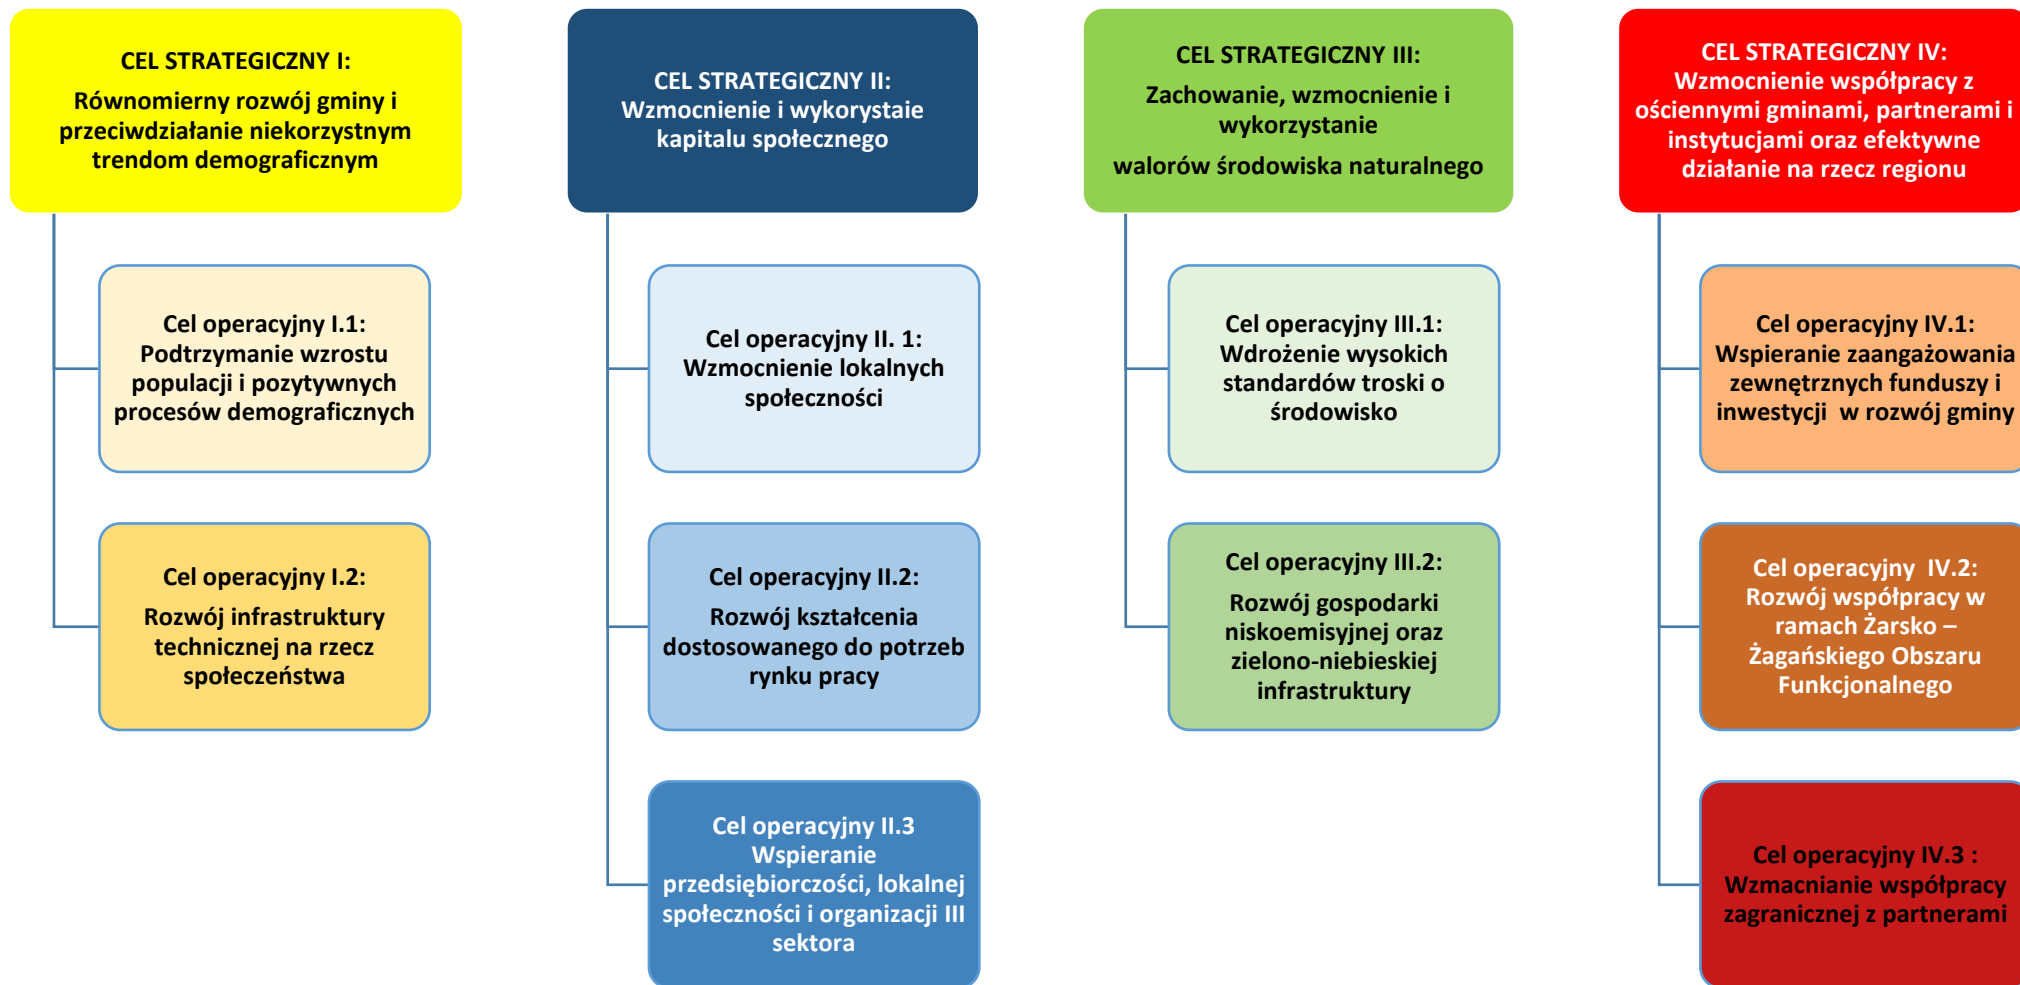 CEL STRATEGICZNY I:
Równomierny rozwój gminy i
przeciwdziałanie niekorzystnym
trendom demograficznym
Cel operacyjny I.1:
Podtrzymanie wzrostu
populacji i pozytywnych
procesów demograficznych
Cel operacyjny I.2:
Rozwój infrastruktury
technicznej na rzecz
społeczeństwa
CEL STRATEGICZNY II:
Wzmocnienie i wykorystaie
kapitalu społecznego
Cel operacyjny II. 1:
Wzmocnienie lokalnych
społeczności
Cel operacyjny II.2:
Rozwój kształcenia
dostosowanego do potrzeb
rynku pracy
Cel operacyjny II.3
Wspieranie
przedsiębiorczości, lokalnej
społeczności i organizacji III
sektora
CEL STRATEGICZNY III:
Zachowanie, wzmocnienie i
wykorzystanie
walorów środowiska naturalnego
Cel operacyjny III.1:
Wdrożenie wysokich
standardów troski o
środowisko
Cel operacyjny III.2:
Rozwój gospodarki
niskoemisyjnej oraz
zielono-niebieskiej
infrastruktury
CEL STRATEGICZNY IV:
Wzmocnienie współpracy z
ościennymi gminami, partnerami i
instytucjami oraz efektywne
działanie na rzecz regionu
Cel operacyjny IV.1:
Wspieranie zaangażowania
zewnętrznych funduszy i
inwestycji w rozwój gminy
Cel operacyjny IV.2:
Rozwój współpracy w
ramach Żarsko –
Żagańskiego Obszaru
Funkcjonalnego
Cel operacyjny IV.3 :
Wzmacnianie współpracy
zagranicznej z partnerami